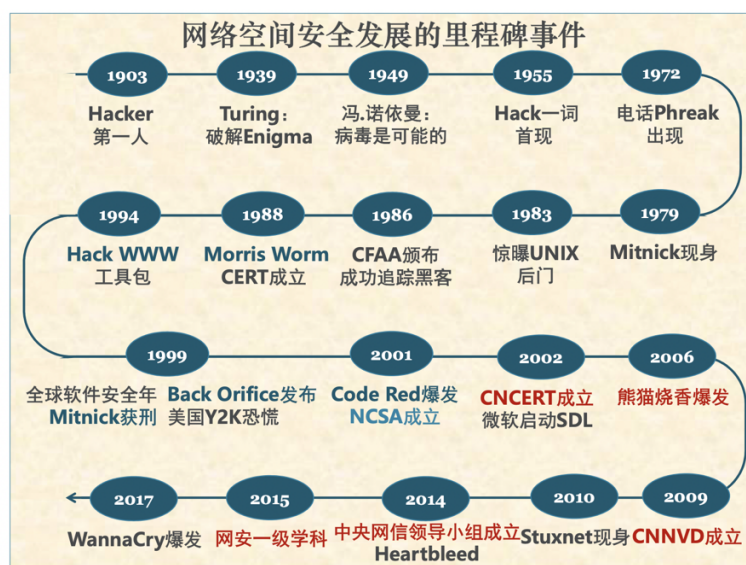 网络空间安全发展的里程碑事件
1903
Hacker
第一人
1939
Turing：
破解Enigma
1949
冯.诺依曼：
病毒是可能的
1955
Hack一词
首现
1972
电话Phreak
出现
1979
Mitnick现身
1983
惊曝UNIX
后门
1986
CFAA颁布
成功追踪黑客
1988
Morris Worm
CERT成立
1994
Hack WWW
工具包
1999
全球软件安全年
Mitnick获刑
Back Orifice发布
美国Y2K恐慌
2001
Code Red爆发
NCSA成立
2002
CNCERT成立
微软启动SDL
2006
熊猫烧香爆发
2009
CNNVD成立
2010
Stuxnet现身
2014
中央网信领导小组成立
Heartbleed
2015
网安一级学科
2017
WannaCry爆发